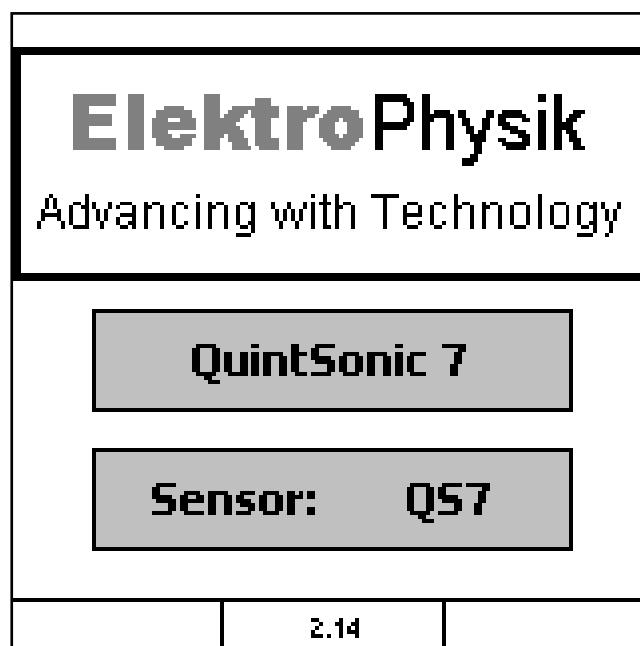 ElektroPhysik
Advancing with Technology
QuintSonic 7
Sensor: QS7
2.14